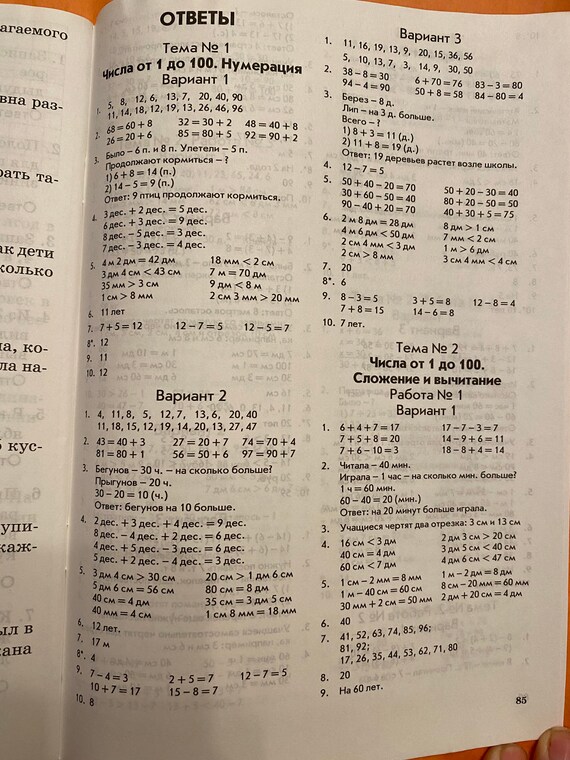 агаемого
вна раз-
рать та-
ак дети
колько
на, ко-
ла на-
кус-
упи-
каж-
ыл в
кана
ОТВЕТЫ
Тема № 1
Числа от 1 до 100. Нумерация
Вариант 1
1. 5, 8, 12, 6, 13, 7, 20, 40, 90
11, 14, 18, 12, 19, 13, 26, 46, 96
2. 68 = 60 + 8 32 = 30 + 2 48 = 40 + 8
26 = 20 + 6 85 = 80 + 5 92 = 90 + 2
3. Было – 6 п. и 8 п. Улетели – 5 п.
Продолжают кормиться – ?
1) 6 + 8 = 14 (п.)
2) 14 – 5 = 9 (п.)
Ответ: 9 птиц продолжают кормиться.
4. 3 дес. + 2 дес. = 5 дес.
6 дес. + 3 дес. = 9 дес.
8 дес. – 5 дес. = 3 дес.
7 дес. – 3 дес. = 4 дес.
5. 4 м 2 дм = 42 дм 18 мм < 2 см
3 дм 4 см < 43 см 7 м = 70 дм
35 мм > 3 см 9 дм < 8 м
1 см > 8 мм 2 см 3 мм > 20 мм
6. 11 лет
7. 7 + 5 = 12 12 – 7 = 5 12 – 5 = 7
8*. 12
9. 11
10. 12
Вариант 2
1. 4, 11, 8, 5, 12, 7, 13, 6, 20, 40
11, 18, 15, 12, 19, 14, 20, 13, 27, 47
2. 43 = 40 + 3 27 = 20 + 7 74 = 70 + 4
81 = 80 + 1 56 = 50 + 6 97 = 90 + 7
3. Бегунов – 30 ч. – на сколько больше?
Прыгунов – 20 ч.
30 – 20 = 10 (ч.)
Ответ: бегунов на 10 больше.
4. 2 дес. + 3 дес. + 4 дес. = 9 дес.
8 дес. – 4 дес. + 2 дес. = 6 дес.
4 дес. + 5 дес. – 3 дес. = 6 дес.
5 дес. + 2 дес. – 4 дес. = 3 дес.
5. 3 дм 4 см > 30 см 20 см > 1 дм 6 см
5 дм 6 см = 56 см 80 см = 8 дм
40 см = 4 дм 35 см = 3 дм 5 см
40 мм = 4 см 1 см 8 мм = 18 мм
6. 12 лет.
7. 17 м
8*. 4
9. 7 – 4 = 3 2 + 5 = 7 12 – 7 = 5
10 + 7 = 17 15 – 8 = 7
10. 8
Вариант 3
1. 11, 16, 19, 13, 9, 20, 15, 36, 56
5, 10, 13, 7, 3, 14, 9, 30, 50
2. 38 – 8 = 30 6 + 70 = 76 83 – 3 = 80
94 – 4 = 90 50 + 8 = 58 84 – 80 = 4
3. Берез – 8 д.
Лип – на 3 д. больше.
Всего – ?
1) 8 + 3 = 11 (д.)
2) 11 + 8 = 19 (д.)
Ответ: 19 деревьев растет возле школы.
4. 12 – 7 = 5
5. 50 + 40 – 20 = 70 50 + 20 – 30 = 40
30 + 60 – 50 = 40 80 + 20 – 50 = 50
90 – 40 + 20 = 70 40 + 30 + 5 = 75
6. 2 м 8 дм = 28 дм 8 дм > 1 см
4 м 6 дм < 50 дм 7 мм < 2 см
2 см 4 мм < 3 дм 1 м > 6 дм
2 см > 8 мм 3 см 4 мм < 4 см
7. 20
8*. 6
9. 8 – 3 = 5 3 + 5 = 8 12 – 8 = 4
7 + 8 = 15 14 – 6 = 8
10. 7 лет.
Тема № 2
Числа от 1 до 100.
Сложение и вычитание
Работа № 1
Вариант 1
1. 6 + 4 + 7 = 17 17 – 7 – 3 = 7
7 + 5 + 8 = 20 14 – 9 + 6 = 11
7 + 6 – 10 = 3 18 – 8 + 4 = 14
2. Читала – 40 мин.
Играла – 1 час – на сколько мин. больше?
1 ч = 60 мин.
60 – 40 = 20 (мин.)
Ответ: на 20 минут больше играла.
3. Учащиеся чертят два отрезка: 3 см и 13 см
4. 16 см < 3 дм 2 дм 3 см > 20 см
40 см = 4 дм 3 дм 5 см < 40 см
60 см < 7 дм 4 дм 6 см < 47 см
5. 1 см – 2 мм = 8 мм 1 м – 2 дм = 8 дм
1 м – 40 см = 60 см 8 см – 20 мм = 60 мм
30 мм + 2 см = 50 мм 2 дм + 20 см = 4 дм
6. 40
7. 41, 52, 63, 74, 85, 96;
81, 92;
17, 26, 35, 44, 53, 62, 71, 80
8. 20
9. На 60 лет.
85